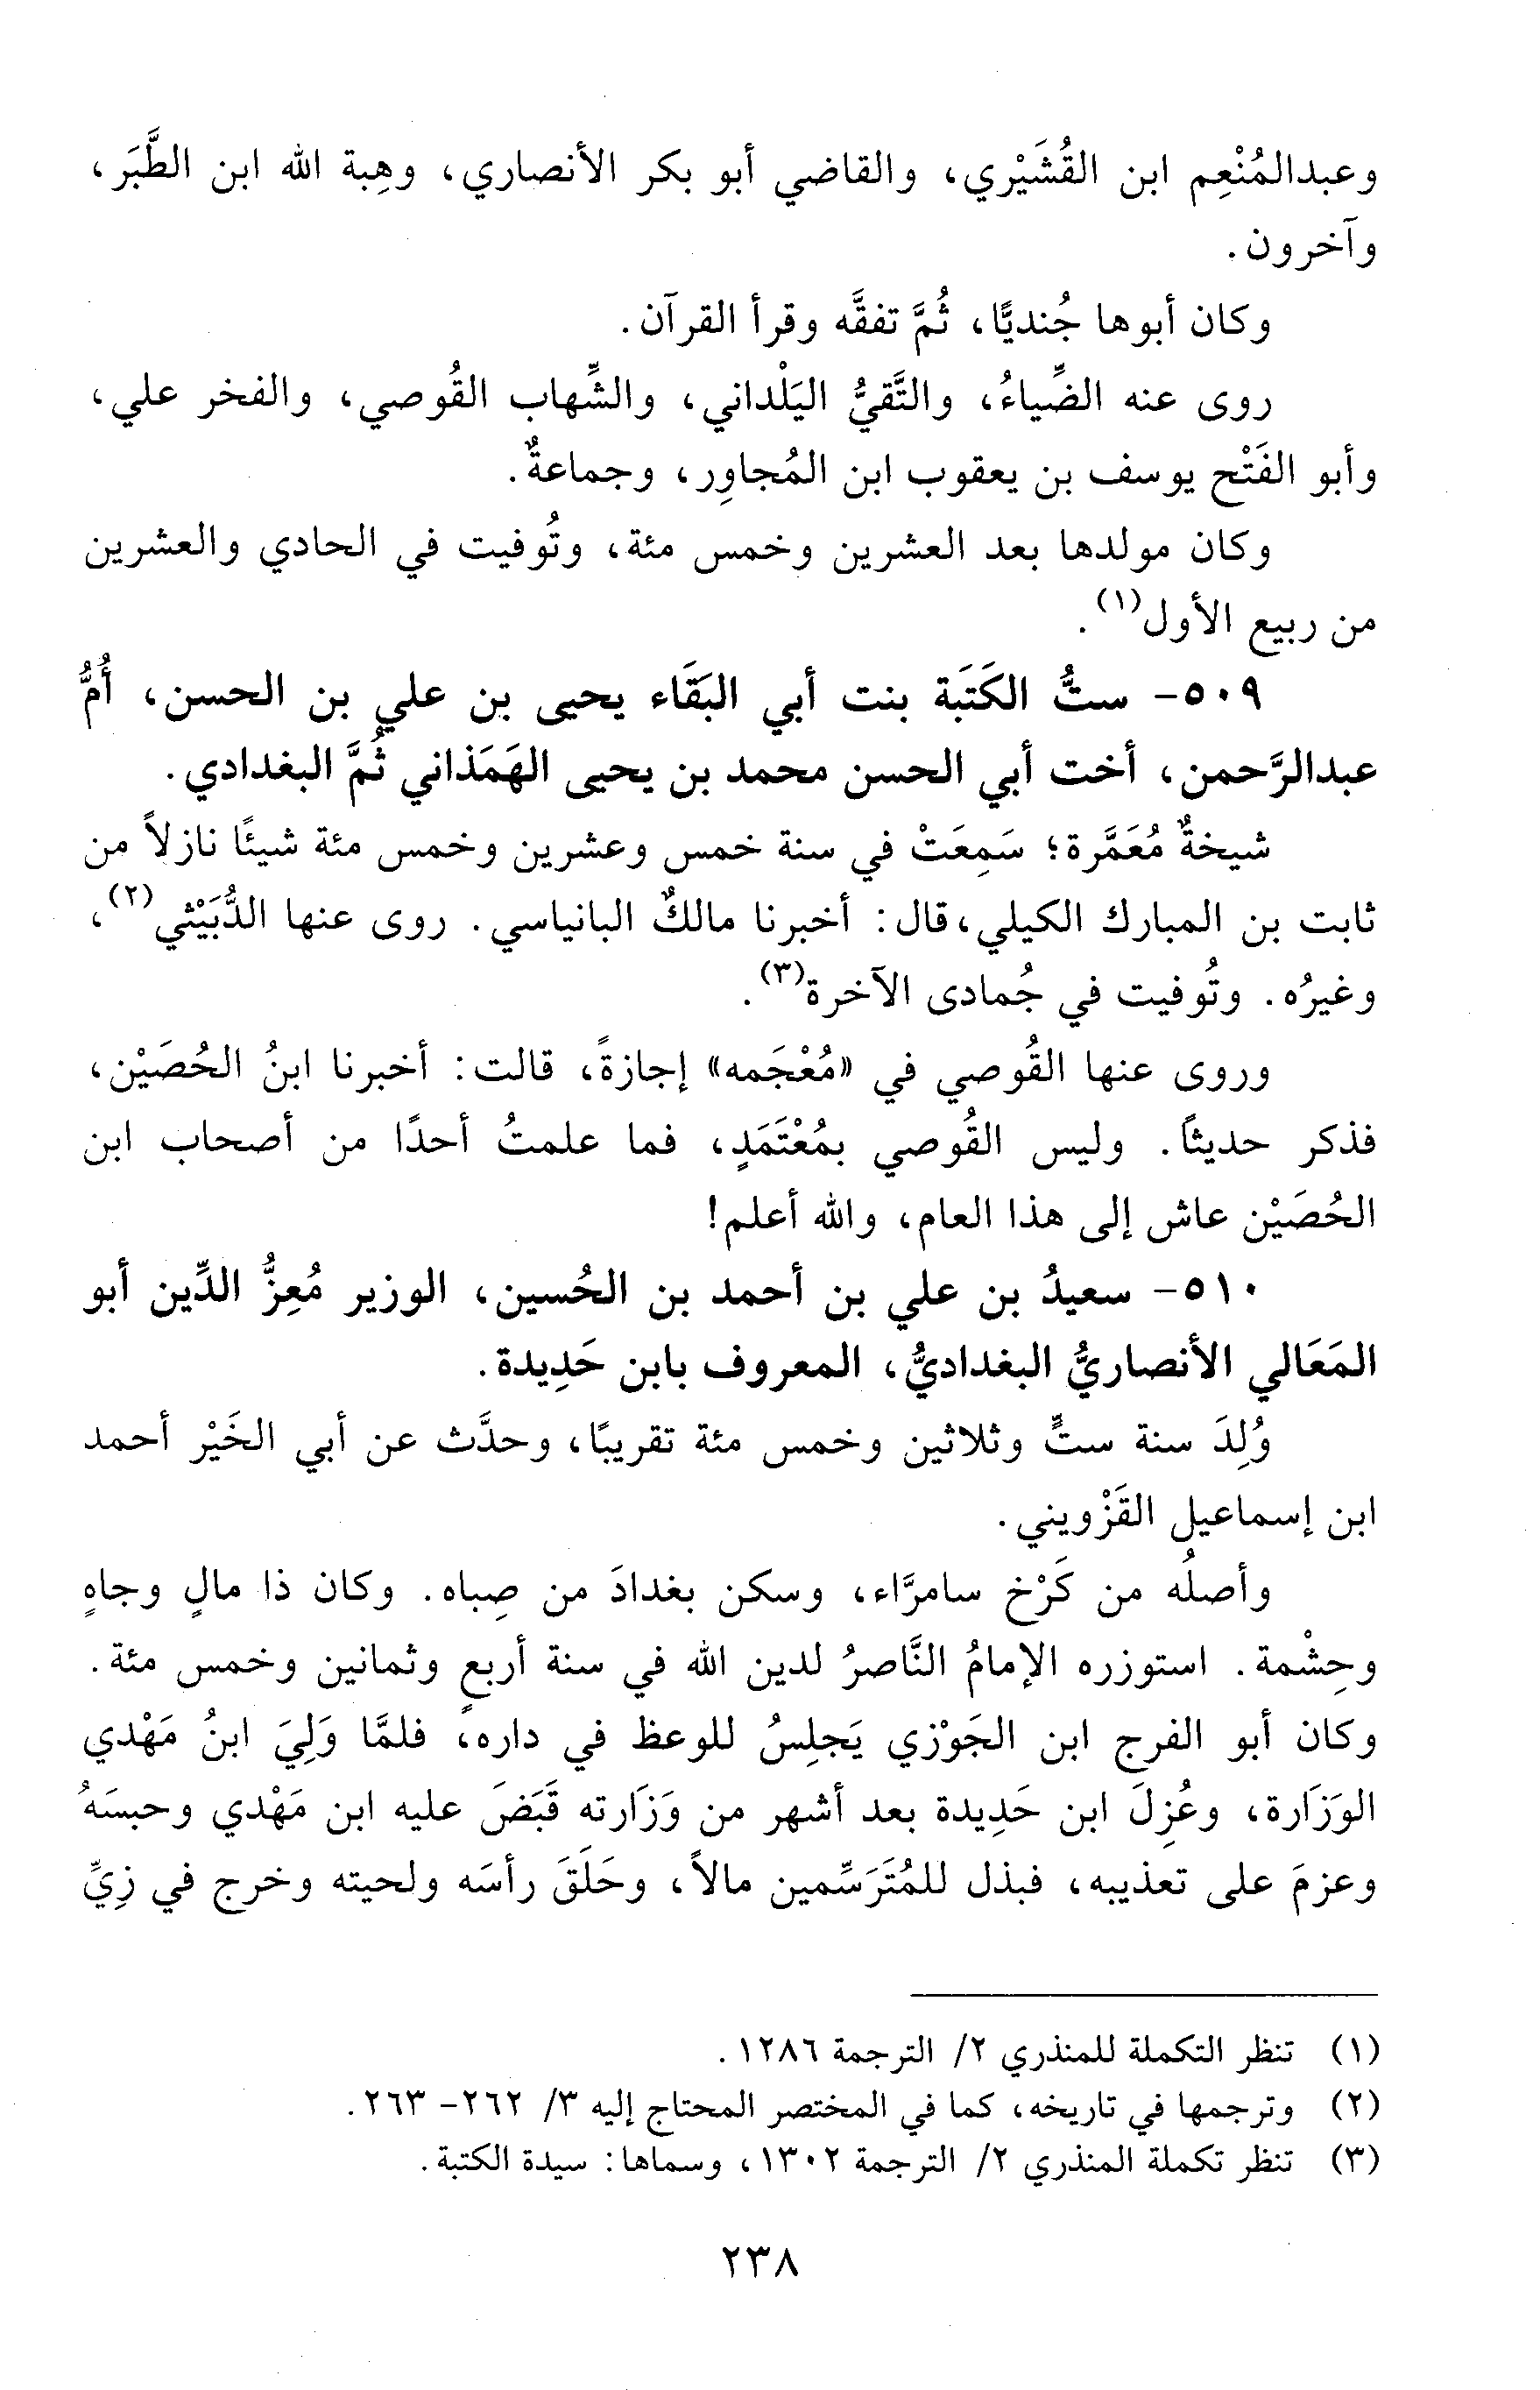 وعبدالمُنْعِم ابن القُشَيْري، والقاضي أبو بكر الأنصاري، وهِبة الله ابن الطَّبَر،
وآخرون.
وكان أبوها جُنديًّا، ثُمَّ تفقَّه وقرأ القرآن.
روى عنه الضِّياءُ، والتَّقيُّ اليَلْداني، والشِّهاب القُوصي، والفخر علي،
وأبو الفَتْح يوسف بن يعقوب ابن المُجاوِر، وجماعةٌ.
وكان مولدها بعد العشرين وخمس مئة، وتُوفيت في الحادي والعشرين
من ربيع الأول(١).
٥٠٩- ستُّ الكَتَبة بنت أبي البَقَاء يحيى بن علي بن الحسن، أُمُّ
عبدالرَّحمن، أخت أبي الحسن محمد بن يحيى الهَمَذاني ثُمَّ البغدادي.
شيخةٌ مُعَمَّرة؛ سَمِعَتْ في سنة خمس وعشرين وخمس مئة شيئًا نازلاً من
ثابت بن المبارك الكيلي، قال: أخبرنا مالكٌ البانياسي. روى عنها الدُّبَيْثي(٢)،
وغيرُه. وتُوفيت في جُمادى الآخرة(٣).
وروى عنها القُوصي في «مُعْجَمه» إجازةً، قالت: أخبرنا ابنُ الحُصَيْن،
فذكر حديثاً. وليس القُوصي بمُعْتَمَدٍ، فما علمتُ أحدًا من أصحاب ابن
الحُصَيْن عاش إلى هذا العام، والله أعلم!
٥١٠- سعيدُ بن علي بن أحمد بن الحُسين، الوزير مُعِزُّ الدِّين أبو
المَعَالي الأنصاريُّ البغداديُّ، المعروف بابن حَدِيدة.
وُلِدَ سنة ستٍّ وثلاثين وخمس مئة تقريبًا، وحدَّث عن أبي الخَيْر أحمد
ابن إسماعيل القَزْويني.
وأصلُه من كَرْخ سامرَّاء، وسكن بغدادَ من صِباه. وكان ذا مالٍ وجاهٍ
وحِشْمة. استوزره الإمامُ النَّاصرُ لدين الله في سنة أربعٍ وثمانين وخمس مئة.
وكان أبو الفرج ابن الجَوْزي يَجلِسُ للوعظ في داره، فلمَّا وَلِيَ ابنُ مَهْدي
الوَزَارة، وعُزِلَ ابن حَدِيدة بعد أشهر من وَزَارته قَبَضَ عليه ابن مَهْدي وحبسَهُ
وعزمَ على تعذيبه، فبذل للمُتَرَسِّمين مالاً، وحَلَقَ رأسَه ولحيته وخرج في زِيِّ
(١) تنظر التكملة للمنذري ٢/ الترجمة ١٢٨٦.
(٢) وترجمها في تاريخه، كما في المختصر المحتاج إليه ٣/ ٢٦٢- ٢٦٣.
(٣) تنظر تكملة المنذري ٢/ الترجمة ١٣٠٢، وسماها: سيدة الكتبة.
٢٣٨